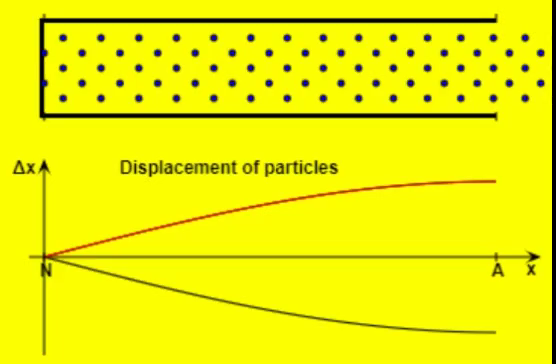 Δx Displacement of particles
N A x